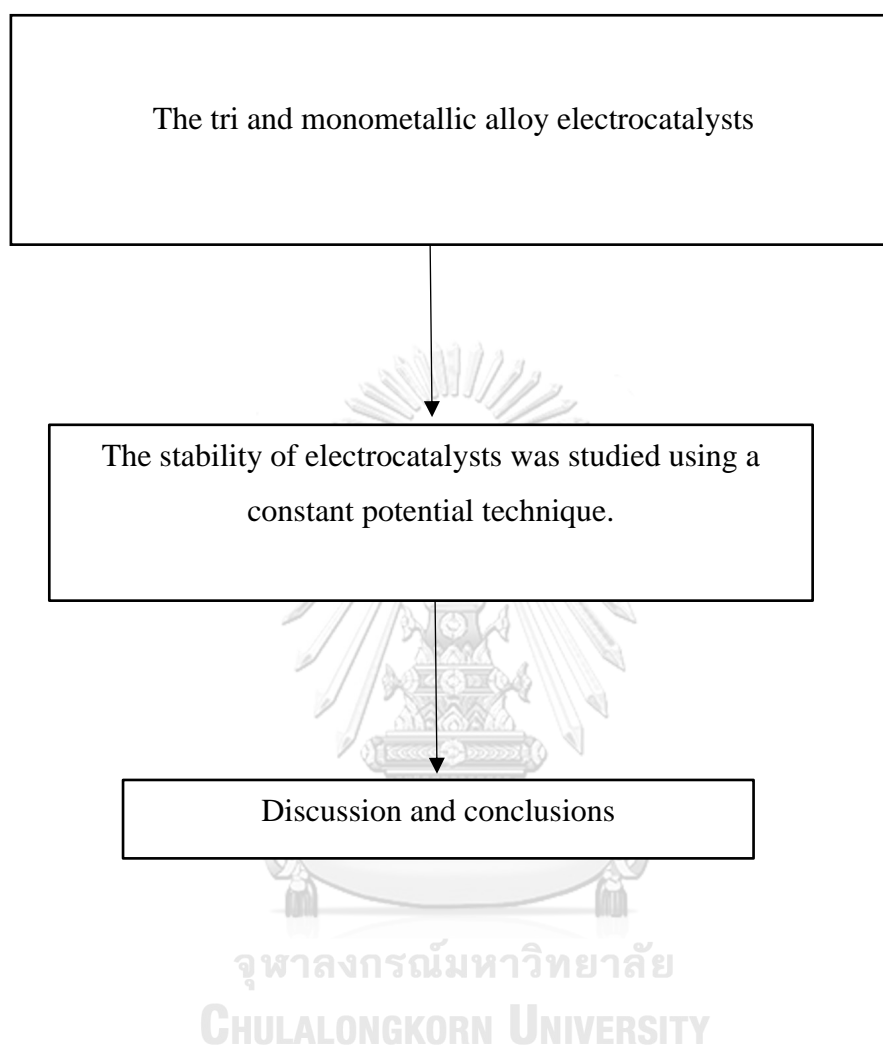 The tri and monometallic alloy electrocatalysts
The stability of electrocatalysts was studied using a
constant potential technique.
Discussion and conclusions
จุฬาลงกรณ์มหาวิทยาลัย
CHULALONGKORN UNIVERSITY